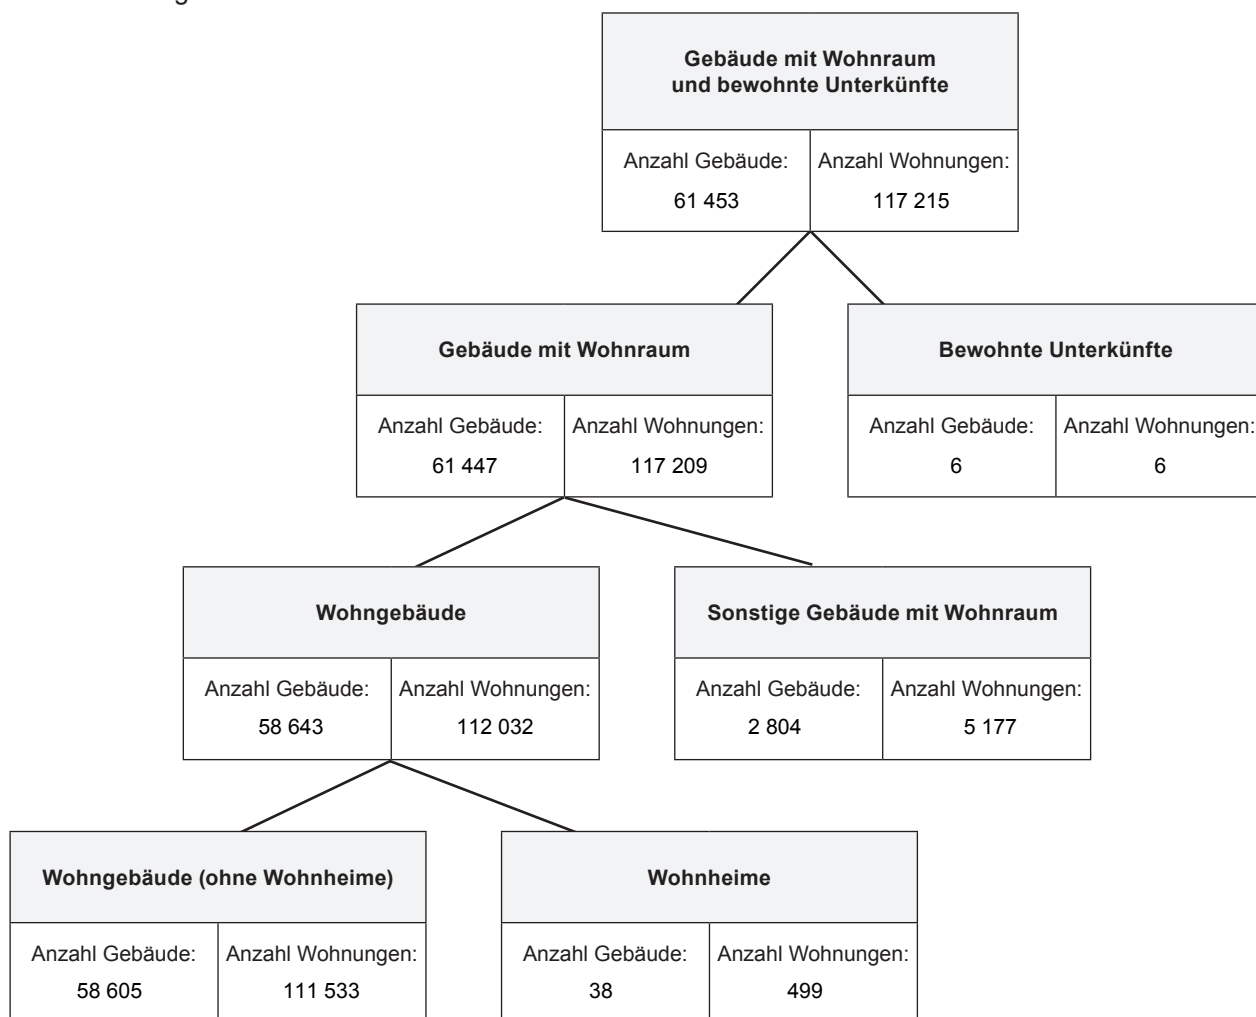 Gebäude mit Wohnraum
und bewohnte Unterkünfte
Anzahl Gebäude: Anzahl Wohnungen:
61 453 117 215
Gebäude mit Wohnraum
Anzahl Gebäude: Anzahl Wohnungen:
61 447 117 209
Bewohnte Unterkünfte
Anzahl Gebäude: Anzahl Wohnungen:
6 6
Wohngebäude
Anzahl Gebäude: Anzahl Wohnungen:
58 643 112 032
Sonstige Gebäude mit Wohnraum
Anzahl Gebäude: Anzahl Wohnungen:
2 804 5 177
Wohngebäude (ohne Wohnheime)
Anzahl Gebäude: Anzahl Wohnungen:
58 605 111 533
Wohnheime
Anzahl Gebäude: Anzahl Wohnungen:
38 499